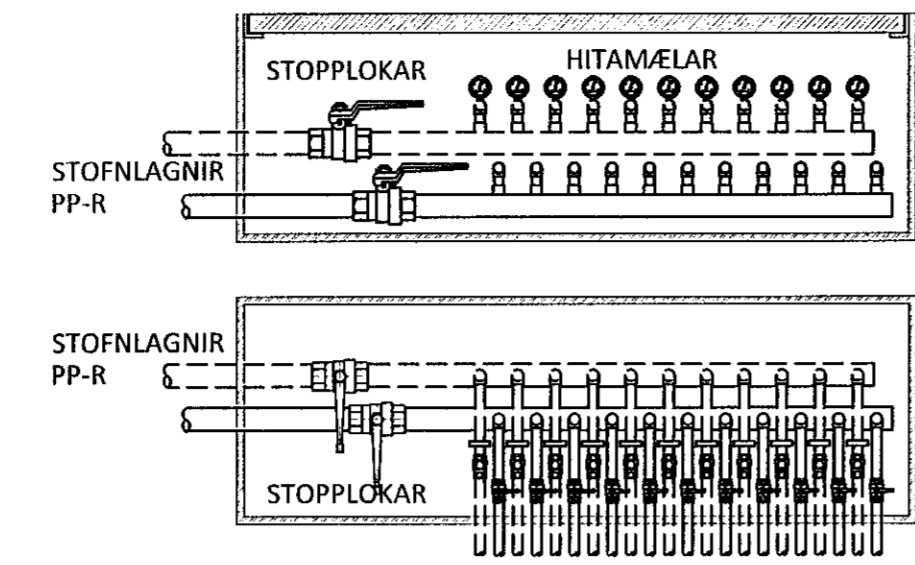 STOPPLOKAR
HITAMÆLAR
STOFNLAGNIR
PP-R
STOFNLAGNIR
PP-R
STOPPLOKAR